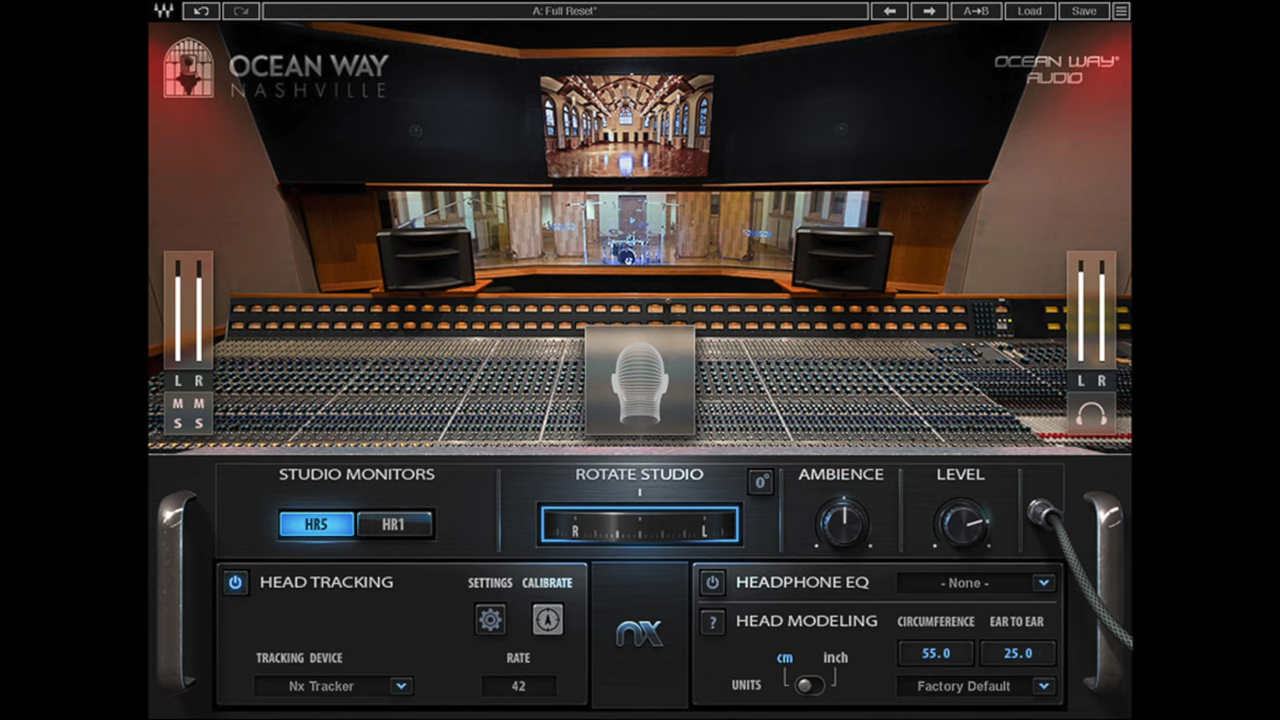 A: Full Reset*
A→B
Load
Save
OCEAN WAY
NASHVILLE
OCEAN WAY®
AUDIO
L R
M M
S S
L R
STUDIO MONITORS
HR5
HR1
ROTATE STUDIO
R
L
0°
AMBIENCE
LEVEL
HEAD TRACKING
SETTINGS
CALIBRATE
TRACKING DEVICE
Nx Tracker
RATE
42
nx
HEADPHONE EQ
- None -
?
HEAD MODELING
CIRCUMFERENCE
EAR TO EAR
55.0
25.0
cm
inch
UNITS
Factory Default